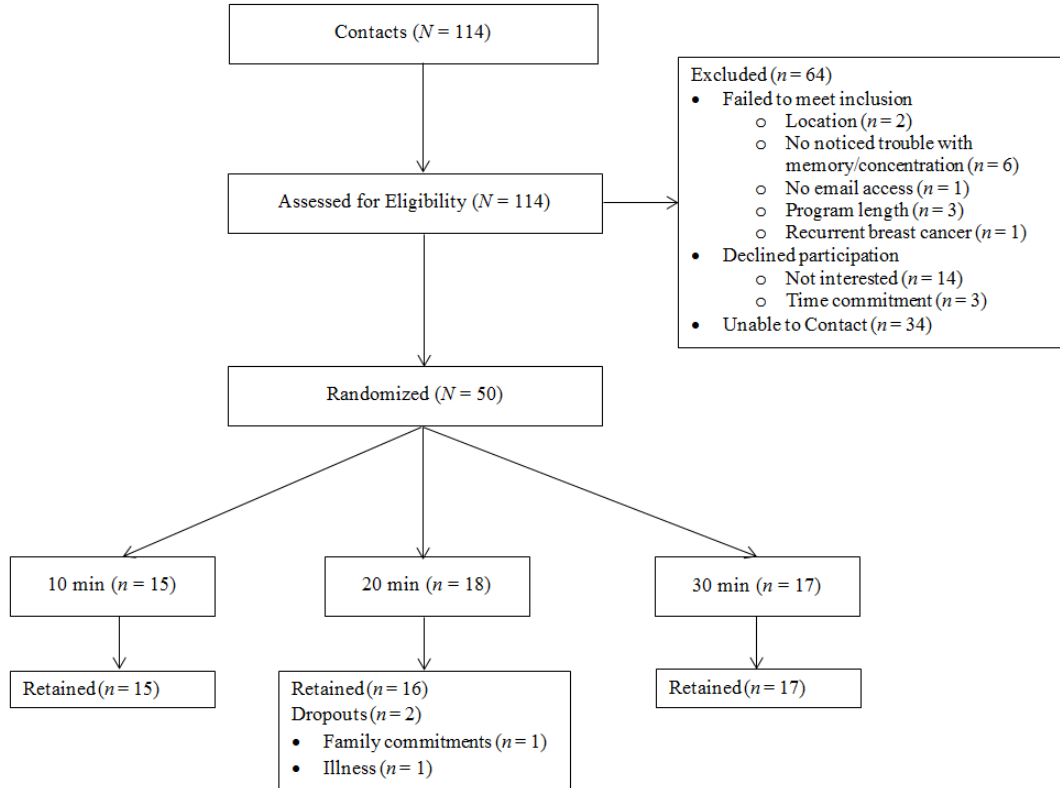 Contacts (N = 114)
Excluded (n = 64)
• Failed to meet inclusion
o Location (n = 2)
o No noticed trouble with
memory/concentration (n = 6)
o No email access (n = 1)
o Program length (n = 3)
o Recurrent breast cancer (n = 1)
• Declined participation
o Not interested (n = 14)
o Time commitment (n = 3)
• Unable to Contact (n = 34)
Assessed for Eligibility (N = 114)
Randomized (N = 50)
10 min (n = 15)
20 min (n = 18)
30 min (n = 17)
Retained (n = 15)
Retained (n = 16)
Dropouts (n = 2)
• Family commitments (n = 1)
• Illness (n = 1)
Retained (n = 17)